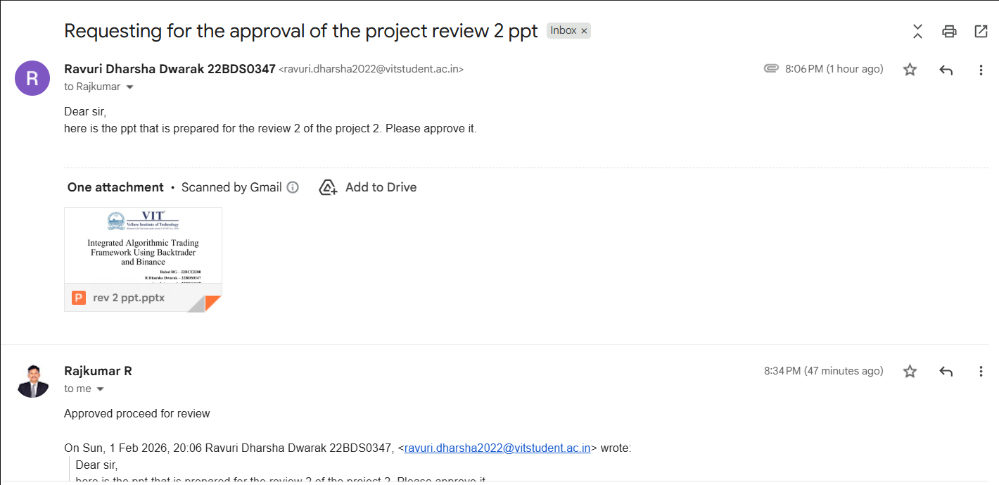 Requesting for the approval of the project review 2 ppt Inbox ×
R
Ravuri Dharsha Dwarak 22BDS0347 <ravuri.dharsha2022@vitstudent.ac.in>
8:06 PM (1 hour ago)
to Rajkumar
Dear sir,
here is the ppt that is prepared for the review 2 of the project 2. Please approve it.
One attachment • Scanned by Gmail
Add to Drive
VIT
Vellore Institute of Technology
Integrated Algorithmic Trading
Framework Using Backtrader
and Binance
Rahul RG – 22BCE2280
R Dharsha Dwarak – 22BDS0347
P
rev 2 ppt.pptx
Rajkumar R
8:34 PM (47 minutes ago)
to me
Approved proceed for review
On Sun, 1 Feb 2026, 20:06 Ravuri Dharsha Dwarak 22BDS0347, <ravuri.dharsha2022@vitstudent.ac.in> wrote:
Dear sir,
here is the ppt that is prepared for the review 2 of the project 2. Please approve it.